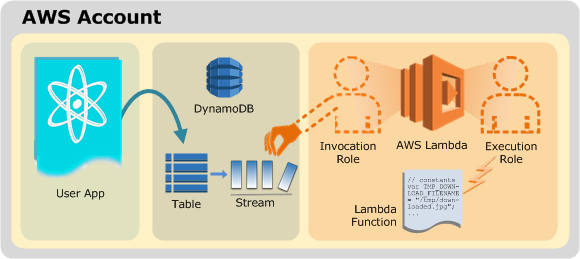 AWS Account
User App
DynamoDB
Table
Stream
Invocation
Role
AWS Lambda
Execution
Role
Lambda
Function
// constants
var TMP_DOWN-
LOAD_FILENAME
= "/tmp/down-
loaded.jpg";
...